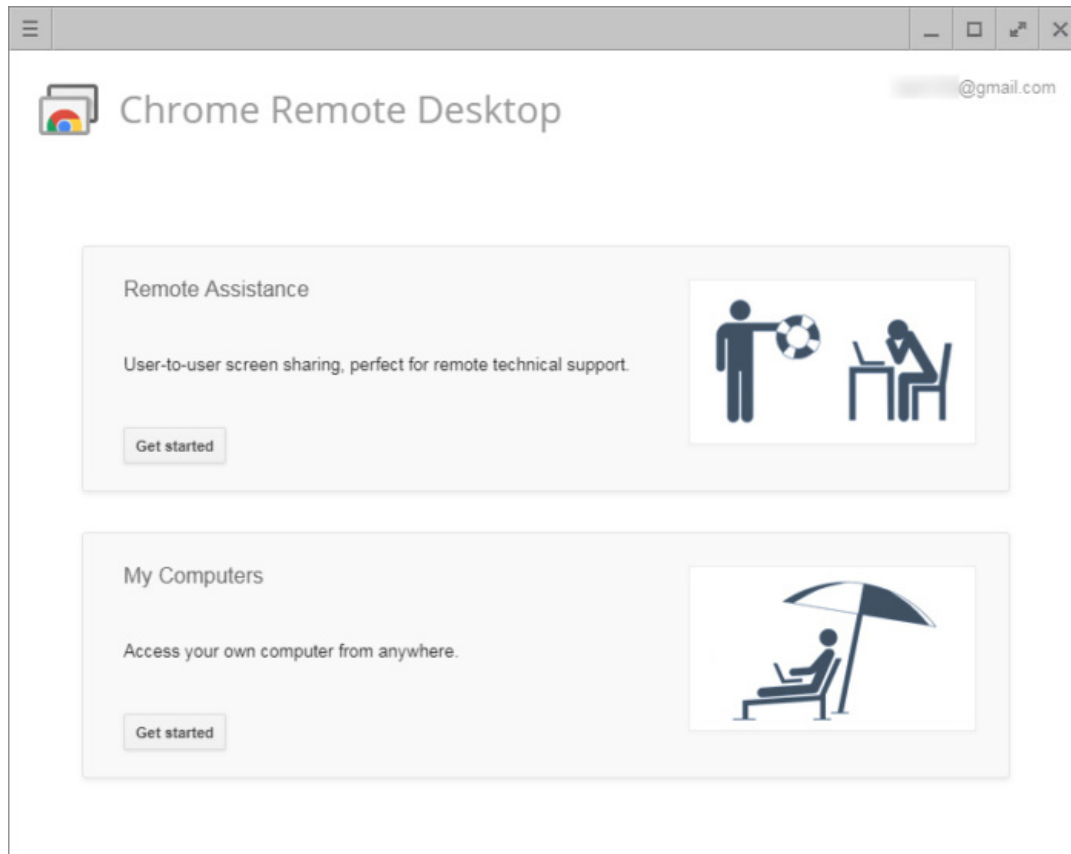 @gmail.com
Chrome Remote Desktop
Remote Assistance
User-to-user screen sharing, perfect for remote technical support.
Get started
My Computers
Access your own computer from anywhere.
Get started